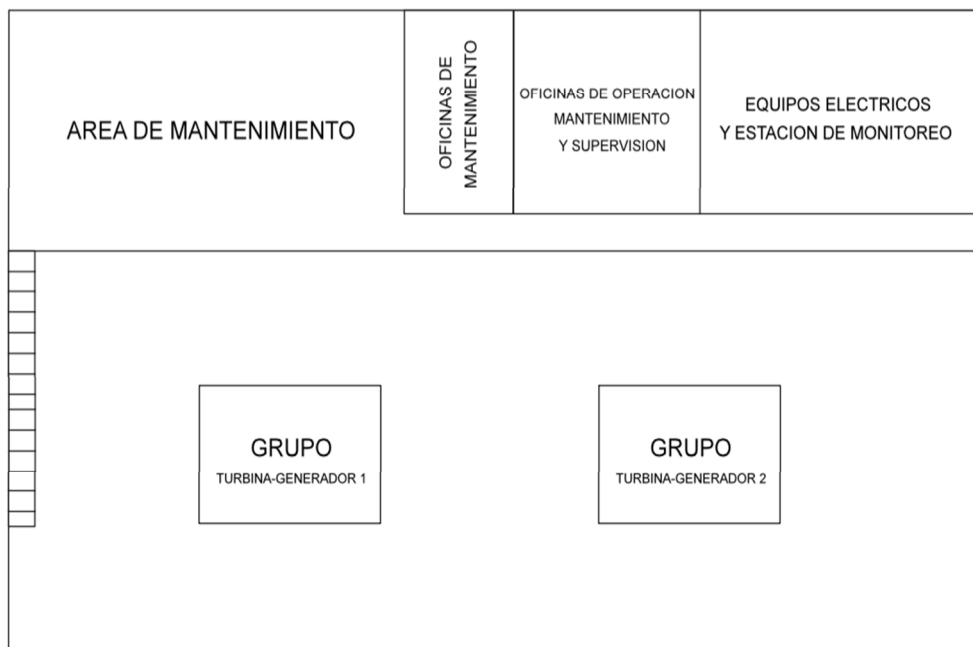 AREA DE MANTENIMIENTO
OFICINAS DE
MANTENIMIENTO
OFICINAS DE OPERACION
MANTENIMIENTO
Y SUPERVISION
EQUIPOS ELECTRICOS
Y ESTACION DE MONITOREO
GRUPO
TURBINA-GENERADOR 1
GRUPO
TURBINA-GENERADOR 2